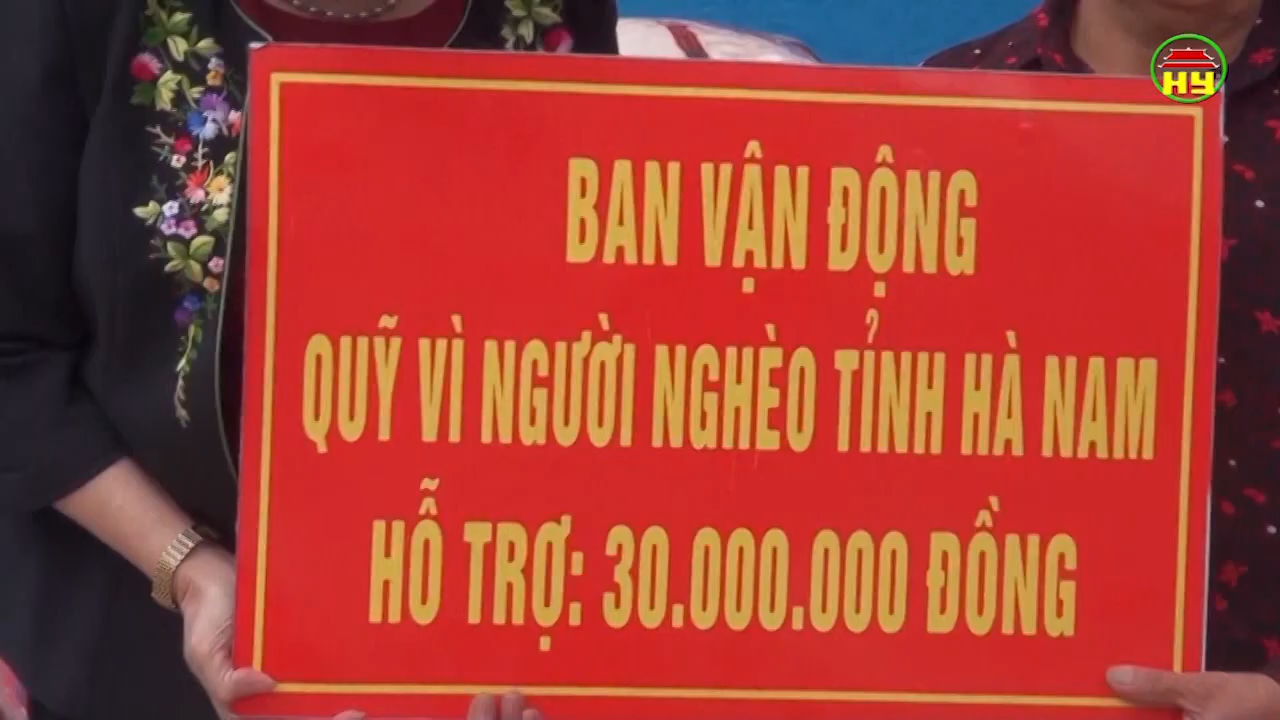 HY
BAN VẬN ĐỘNG
QUỸ VÌ NGƯỜI NGHÈO TỈNH HÀ NAM
HỖ TRỢ: 30.000.000 ĐỒNG